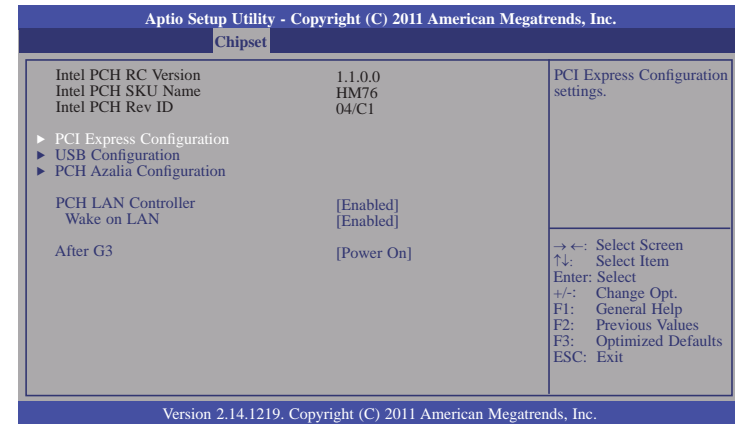 Aptio Setup Utility - Copyright (C) 2011 American Megatrends, Inc.
Chipset
Intel PCH RC Version 1.1.0.0
Intel PCH SKU Name HM76
Intel PCH Rev ID 04/C1
► PCI Express Configuration
► USB Configuration
► PCH Azalia Configuration
PCH LAN Controller [Enabled]
Wake on LAN [Enabled]
After G3 [Power On]
PCI Express Configuration
settings.
→←: Select Screen
↑↓: Select Item
Enter: Select
+/-: Change Opt.
F1: General Help
F2: Previous Values
F3: Optimized Defaults
ESC: Exit
Version 2.14.1219. Copyright (C) 2011 American Megatrends, Inc.